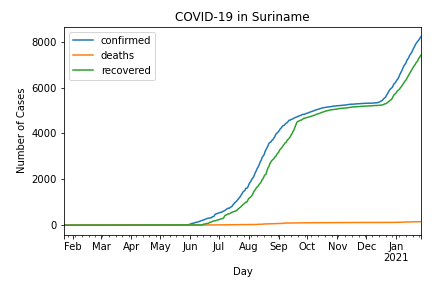 COVID-19 in Suriname
confirmed
deaths
recovered
Number of Cases
8000
6000
4000
2000
0
Feb Mar Apr May Jun Jul Aug Sep Oct Nov Dec Jan
2021
Day